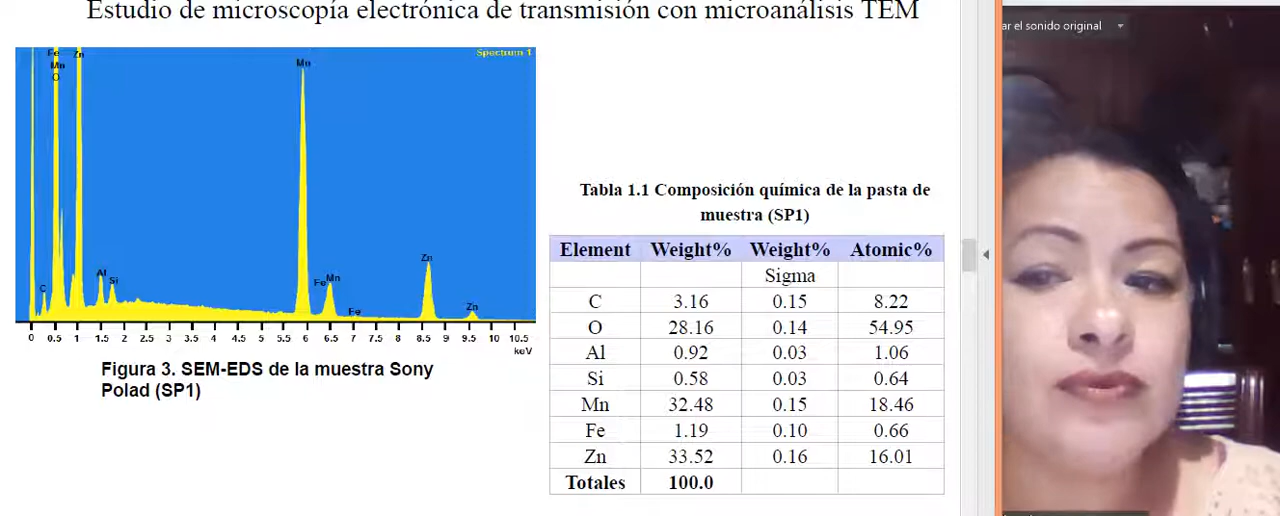 Estudio de microscopía electrónica de transmisión con microanálisis TEM
ar el sonido original
Spectrum 1
Fe
Mn
O
Zn
Mn
C
Al
Si
Fe Mn
Fe
Zn
Zn
0 0.5 1 1.5 2 2.5 3 3.5 4 4.5 5 5.5 6 6.5 7 7.5 8 8.5 9 9.5 10 10.5
keV
Figura 3. SEM-EDS de la muestra Sony
Polad (SP1)
Tabla 1.1 Composición química de la pasta de
muestra (SP1)
Element Weight% Weight% Atomic%
Sigma
C 3.16 0.15 8.22
O 28.16 0.14 54.95
Al 0.92 0.03 1.06
Si 0.58 0.03 0.64
Mn 32.48 0.15 18.46
Fe 1.19 0.10 0.66
Zn 33.52 0.16 16.01
Totales 100.0